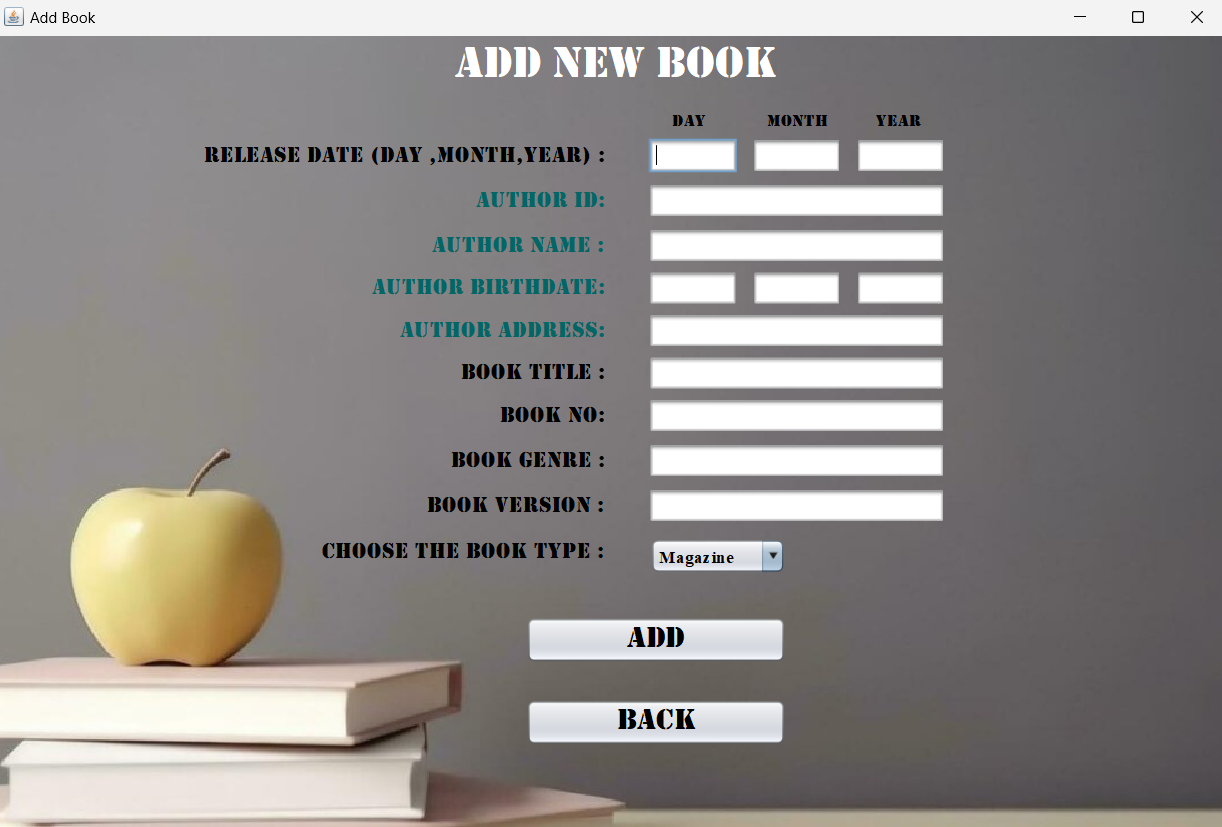 Add Book
ADD NEW BOOK
DAY MONTH YEAR
RELEASE DATE (DAY ,MONTH,YEAR) :
AUTHOR ID:
AUTHOR NAME :
AUTHOR BIRTHDATE:
AUTHOR ADDRESS:
BOOK TITLE :
BOOK NO:
BOOK GENRE :
BOOK VERSION :
CHOOSE THE BOOK TYPE : Magazine
ADD
BACK